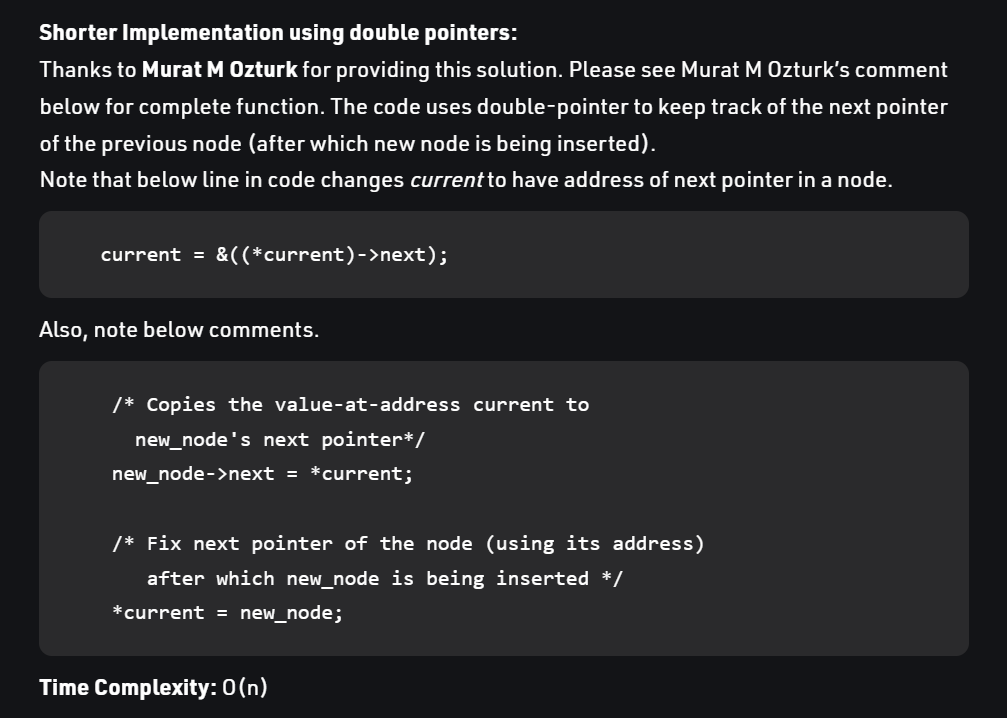 Shorter Implementation using double pointers:
Thanks to Murat M Ozturk for providing this solution. Please see Murat M Ozturk’s comment
below for complete function. The code uses double-pointer to keep track of the next pointer
of the previous node (after which new node is being inserted).
Note that below line in code changes current to have address of next pointer in a node.
current = &((*current)->next);
Also, note below comments.
/* Copies the value-at-address current to
new_node's next pointer*/
new_node->next = *current;
/* Fix next pointer of the node (using its address)
after which new_node is being inserted */
*current = new_node;
Time Complexity: O(n)